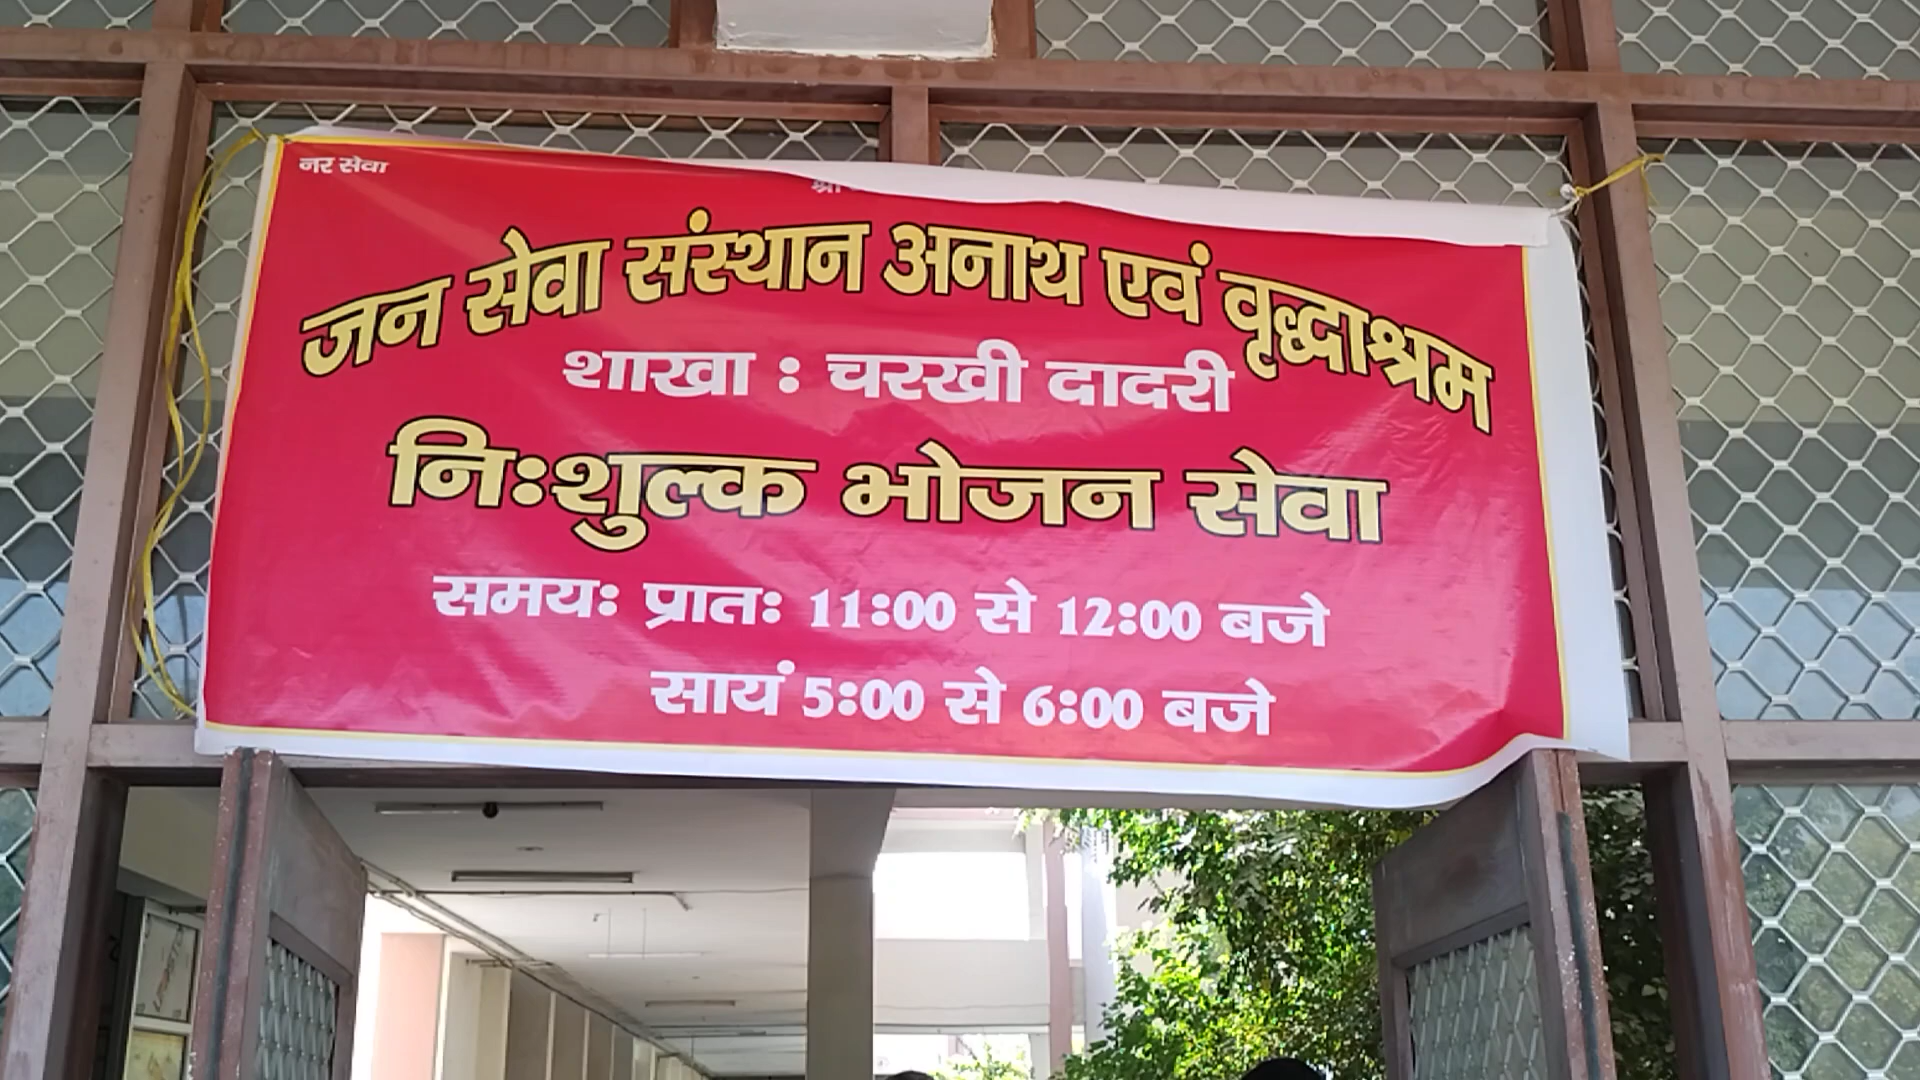 नर सेवा
जन सेवा संस्थान अनाथ एवं वृद्धाश्रम
शाखा : चरखी दादरी
निःशुल्क भोजन सेवा
समयः प्रातः 11:00 से 12:00 बजे
सायं 5:00 से 6:00 बजे